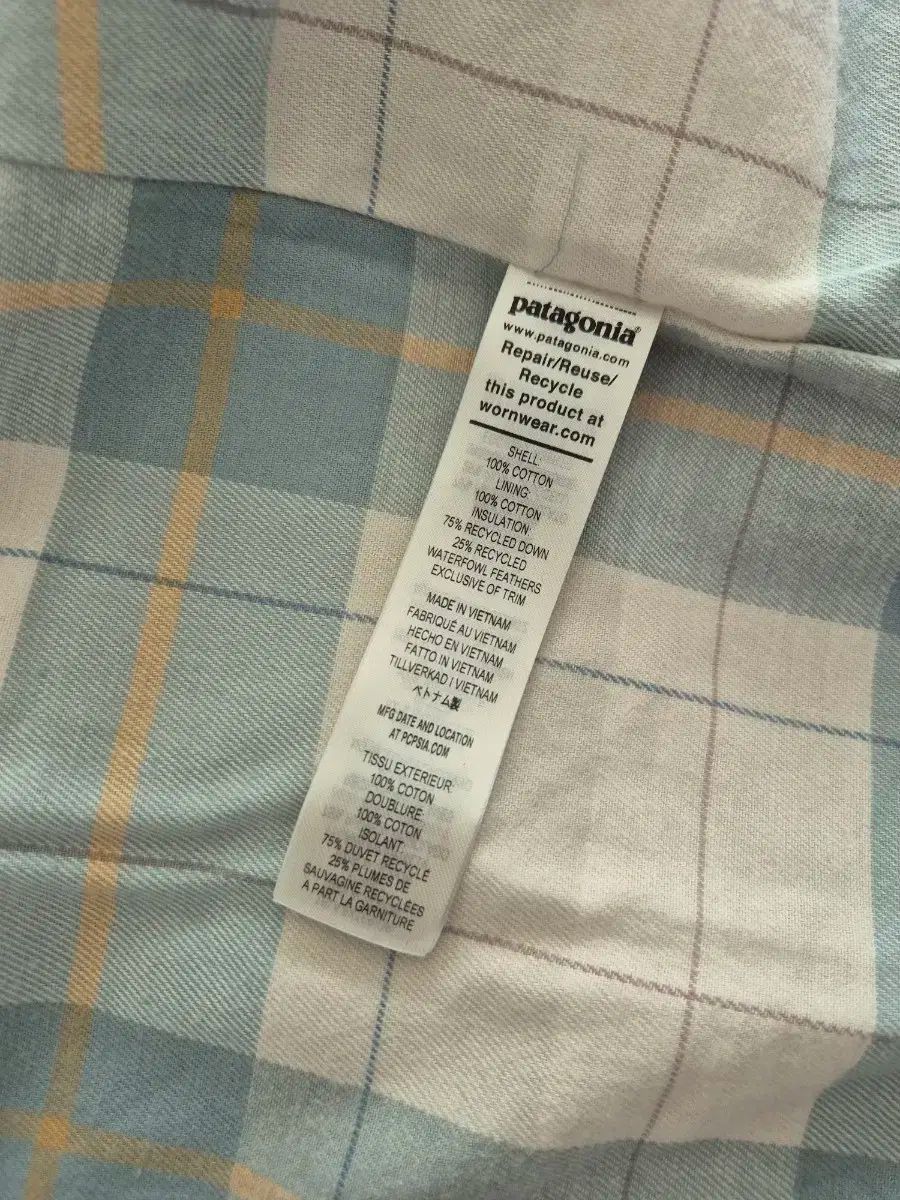 patagonia®
www.patagonia.com
Repair/Reuse/
Recycle
this product at
wornwear.com
SHELL:
100% COTTON
LINING:
100% COTTON
INSULATION:
75% RECYCLED DOWN
25% RECYCLED
WATERFOWL FEATHERS
EXCLUSIVE OF TRIM
MADE IN VIETNAM
FABRIQUÉ AU VIETNAM
HECHO EN VIETNAM
FATTO IN VIETNAM
TILLVERKAD I VIETNAM
ベトナム製
MFG DATE AND LOCATION
AT PCPSIA.COM
TISSU EXTERIEUR:
100% COTON
DOUBLURE:
100% COTON
ISOLANT:
75% DUVET RECYCLÉ
25% PLUMES DE
SAUVAGINE RECYCLÉES
A PART LA GARNITURE